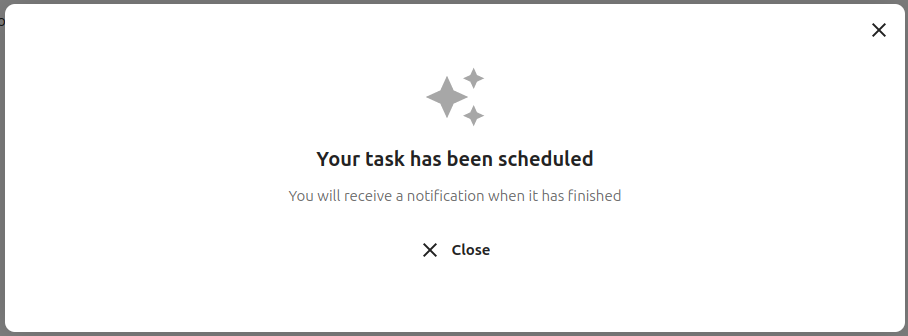 Your task has been scheduled
You will receive a notification when it has finished
Close